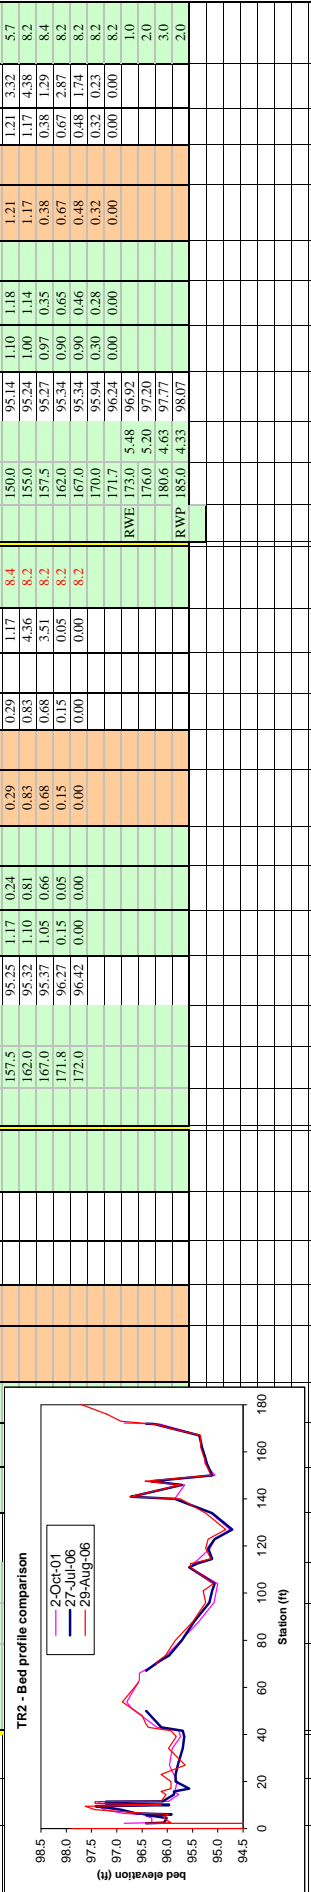 157.5 95.25 1.17 0.24 0.29 0.29 1.17 8.4 150.0 95.14 1.10 1.18 1.21 1.21 3.32 5.7
162.0 95.32 1.10 0.81 0.83 0.83 4.36 8.2 155.0 95.24 1.00 1.14 1.17 1.17 4.38 8.2
167.0 95.37 1.05 0.66 0.68 0.68 3.51 8.2 157.5 95.27 0.97 0.35 0.38 0.38 1.29 8.4
171.8 96.27 0.15 0.05 0.15 0.15 0.05 8.2 162.0 95.34 0.90 0.65 0.67 0.67 2.87 8.2
172.0 96.42 0.00 0.00 0.00 0.00 0.00 8.2 167.0 95.34 0.90 0.46 0.48 0.48 1.74 8.2
170.0 95.94 0.30 0.28 0.32 0.32 0.23 8.2
171.7 96.24 0.00 0.00 0.00 0.00 0.00 8.2
RWE 173.0 5.48 96.92 1.0
176.0 5.20 97.20 2.0
180.6 4.63 97.77 3.0
RWP 185.0 4.33 98.07 2.0
TR2 - Bed profile comparison
2-Oct-01
27-Jul-06
29-Aug-06
98.5
98.0
97.5
97.0
96.5
96.0
95.5
95.0
94.5
bed elevation (ft)
0 20 40 60 80 100 120 140 160 180
Station (ft)